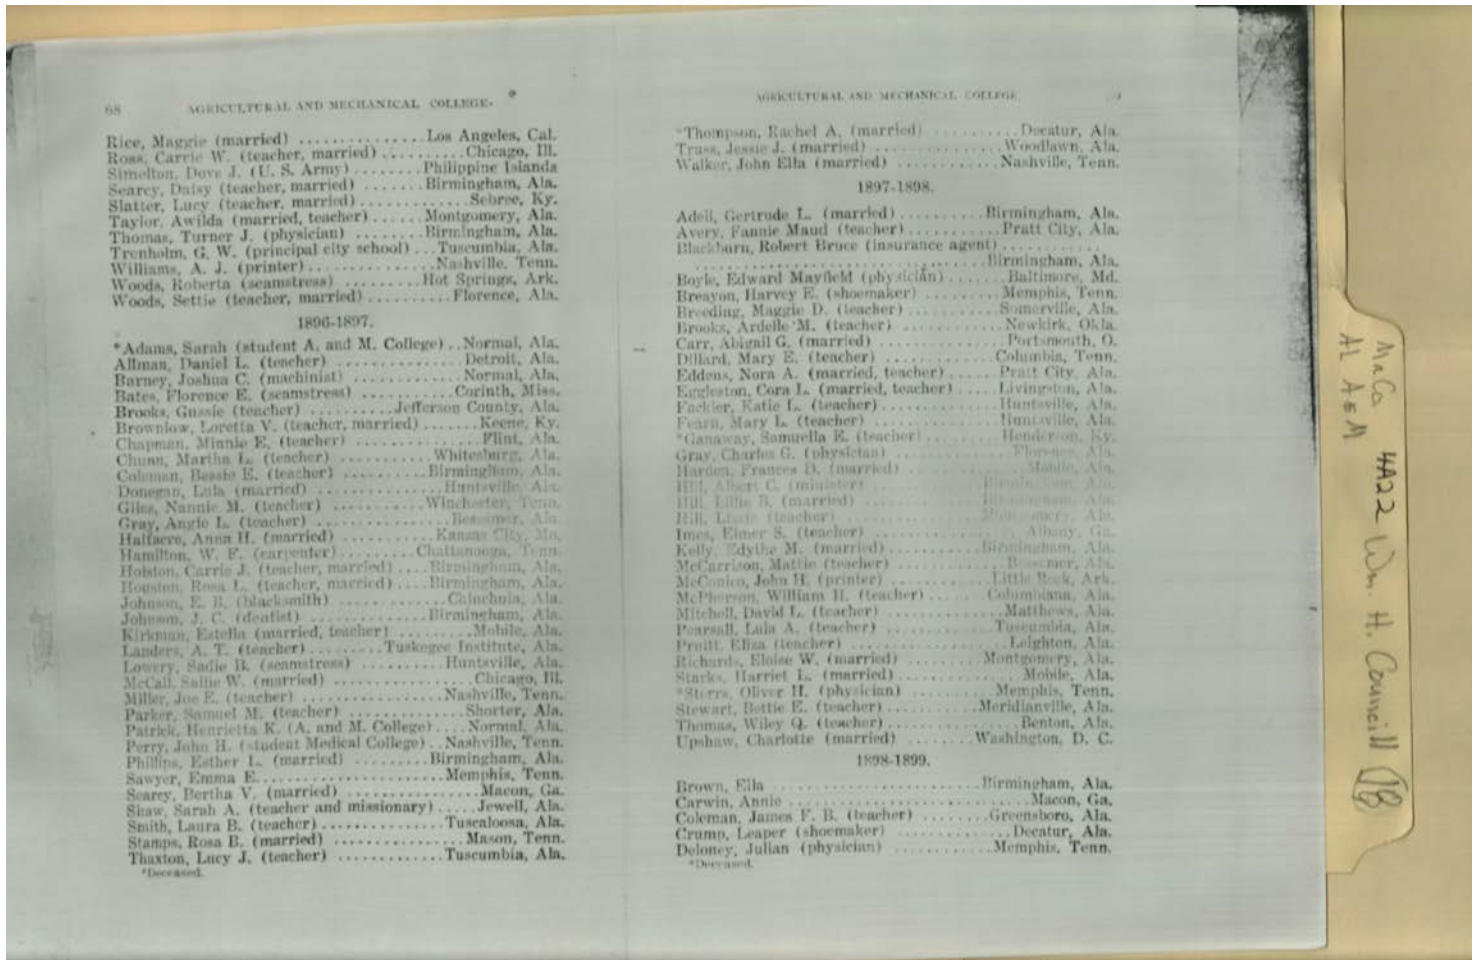 68 AGRICULTURAL AND MECHANICAL COLLEGE.
Rice, Maggie (married) ...............Los Angeles, Cal.
Ross, Carrie W. (teacher, married)..........Chicago, Ill.
Simelton, Dove J. (U. S. Army)........Philippine Islands
Searcy, Daisy (teacher, married) .......Birmingham, Ala.
Slatter, Lucy (teacher, married).............Sebree, Ky.
Taylor, Awilda (married, teacher)......Montgomery, Ala.
Thomas, Turner J. (physician) .........Birmingham, Ala.
Trenholm, G. W. (principal city school) ...Tuscumbia, Ala.
Williams, A. J. (printer)................Nashville, Tenn.
Woods, Roberta (seamstress) ........Hot Springs, Ark.
Woods, Settie (teacher, married)..........Florence, Ala.
1896-1897.
*Adams, Sarah (student A. and M. College)..Normal, Ala.
Allman, Daniel L. (teacher) .................Detroit, Ala.
Barney, Joshua C. (machinist) .............Normal, Ala.
Bates, Florence E. (seamstress) ............Corinth, Miss.
Brooks, Gussie (teacher) ..........Jefferson County, Ala.
Brownlow, Loretta V. (teacher, married).......Keene, Ky.
Chapman, Minnie E. (teacher) ...............Flint, Ala.
Chunn, Martha L. (teacher) ...........Whitesburg, Ala.
Coleman, Bessie E. (teacher) ..........Birmingham, Ala.
Donegan, Lula (married) ...............Huntsville, Ala.
Giles, Nannie M. (teacher) ...........Winchester, Tenn.
Gray, Angie L. (teacher) ................Bessemer, Ala.
Halfacre, Anna H. (married) ...........Kansas City, Mo.
Hamilton, W. F. (carpenter) .........Chattanooga, Tenn.
Holston, Carrie J. (teacher, married) ....Birmingham, Ala.
Houston, Rosa L. (teacher, married)....Birmingham, Ala.
Johnson, E. B. (blacksmith) .............Chinchula, Ala.
Johnson, J. C. (dentist) ...............Birmingham, Ala.
Kirkman, Estella (married, teacher) .........Mobile, Ala.
Landers, A. T. (teacher)........Tuskegee Institute, Ala.
Lowery, Sadie B. (seamstress) .........Huntsville, Ala.
McCall, Sallie W. (married) ...............Chicago, Ill.
Miller, Joe E. (teacher) ................Nashville, Tenn.
Parker, Samuel M. (teacher) .............Shorter, Ala.
Patrick, Henrietta K. (A. and M. College)....Normal, Ala.
Perry, John H. (student Medical College)..Nashville, Tenn.
Phillips, Esther L. (married) ........Birmingham, Ala.
Sawyer, Emma E......................Memphis, Tenn.
Searcy, Bertha V. (married) ..............Macon, Ga.
Shaw, Sarah A. (teacher and missionary) .....Jewell, Ala.
Smith, Laura B. (teacher)..............Tuscaloosa, Ala.
Stamps, Rosa B. (married) ...............Mason, Tenn.
Thaxton, Lucy J. (teacher) ............Tuscumbia, Ala.
*Deceased.
AGRICULTURAL AND MECHANICAL COLLEGE
*Thompson, Rachel A. (married) ..........Decatur, Ala.
Truss, Jessie J. (married) ..............Woodlawn, Ala.
Walker, John Ella (married) ...........Nashville, Tenn.
1897-1898.
Adell, Gertrude L. (married)..........Birmingham, Ala.
Avery, Fannie Maud (teacher)..........Pratt City, Ala.
Blackburn, Robert Bruce (insurance agent)...........
.................................Birmingham, Ala.
Boyle, Edward Mayfield (physician).......Baltimore, Md.
Breayon, Harvey E. (shoemaker) .........Memphis, Tenn.
Breeding, Maggie D. (teacher) ..........Somerville, Ala.
Brooks, Ardelle M. (teacher) ............Newkirk, Okla.
Carr, Abigail G. (married) .............Portsmouth, O.
Dillard, Mary E. (teacher) ............Columbia, Tenn.
Eddens, Nora A. (married, teacher).....Pratt City, Ala.
Eggleston, Cora L. (married, teacher).....Livingston, Ala.
Fackler, Katie L. (teacher)..............Huntsville, Ala.
Fearn, Mary L. (teacher) ..............Huntsville, Ala.
*Ganaway, Samuella E. (teacher) ........Henderson, Ky.
Gray, Charles G. (physician) ............Florence, Ala.
Harden, Frances D. (married) ............Mobile, Ala.
Hill, Albert C. (minister) ..........Birmingham, Ala.
Hill, Lillie B. (married) ...........Birmingham, Ala.
Hill, Lizzie (teacher) .............Montgomery, Ala.
Imes, Elmer S. (teacher) .............Albany, Ga.
Kelly, Edythe M. (married) ..........Birmingham, Ala.
McCarrison, Mattie (teacher) ...........Bessemer, Ala.
McConico, John H. (printer) ..........Little Rock, Ark.
McPherson, William H. (teacher)......Columbiana, Ala.
Mitchell, David L. (teacher) ............Matthews, Ala.
Pearsall, Lula A. (teacher) ............Tuscumbia, Ala.
Pruitt, Eliza (teacher) ..................Leighton, Ala.
Richards, Eloise W. (married) ........Montgomery, Ala.
Starks, Harriet L. (married) .............Mobile, Ala.
*Sterrs, Oliver H. (physician) ..........Memphis, Tenn.
Stewart, Bettie E. (teacher)..........Meridianville, Ala.
Thomas, Wiley Q. (teacher)..............Benton, Ala.
Upshaw, Charlotte (married) .......Washington, D. C.
1898-1899.
Brown, Ella .........................Birmingham, Ala.
Carwin, Annie ..........................Macon, Ga.
Coleman, James F. B. (teacher) .......Greensboro, Ala.
Crump, Leaper (shoemaker) ............Decatur, Ala.
Deloney, Julian (physician) ............Memphis, Tenn.
*Deceased.
MaCa 4A22 Wm. H. Councill
AL A&M